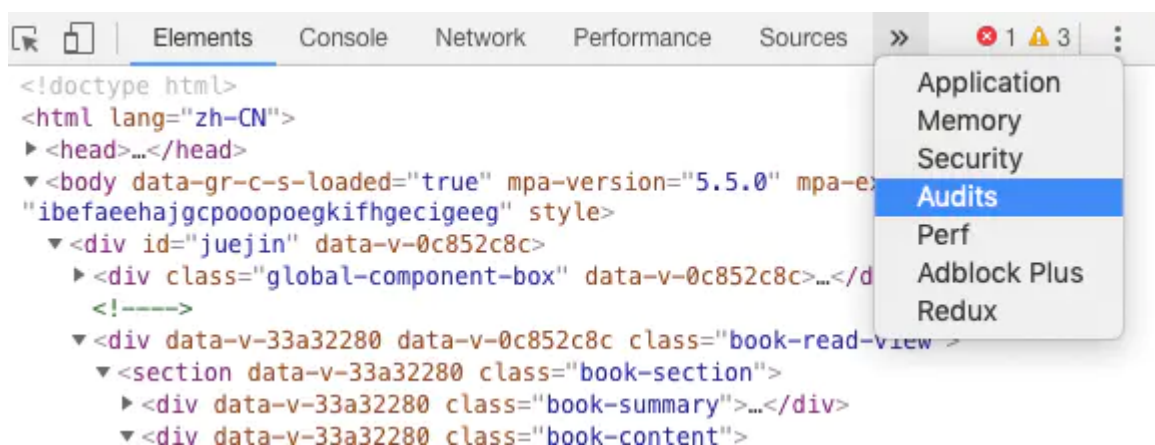 Elements Console Network Performance Sources » 1 3
Application
Memory
Security
Audits
Perf
Adblock Plus
Redux
<!doctype html>
<html lang="zh-CN">
<head>…</head>
<body data-gr-c-s-loaded="true" mpa-version="5.5.0"
"ibefaeehajgcpooopoegkifhgecigeeg" style>
<div id="juejin" data-v-0c852c8c>
<div class="global-component-box" data-v-0c852c8c>…</d
<!---->
<div data-v-33a32280 data-v-0c852c8c class="book-read-view">
<section data-v-33a32280 class="book-section">
<div data-v-33a32280 class="book-summary">…</div>
<div data-v-33a32280 class="book-content">